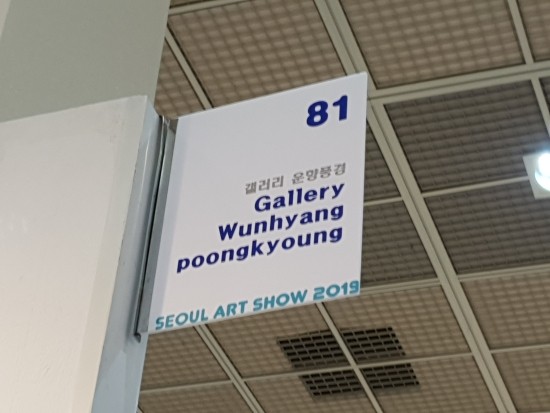 81
갤러리 운향풍경
Gallery
Wunhyang
poongkyoung
SEOUL ART SHOW 2019